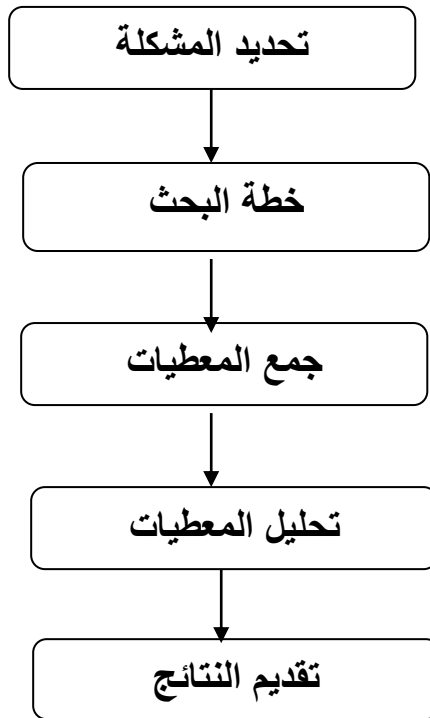 تحديد المشكلة
خطة البحث
جمع المعطيات
تحليل المعطيات
تقديم النتائج